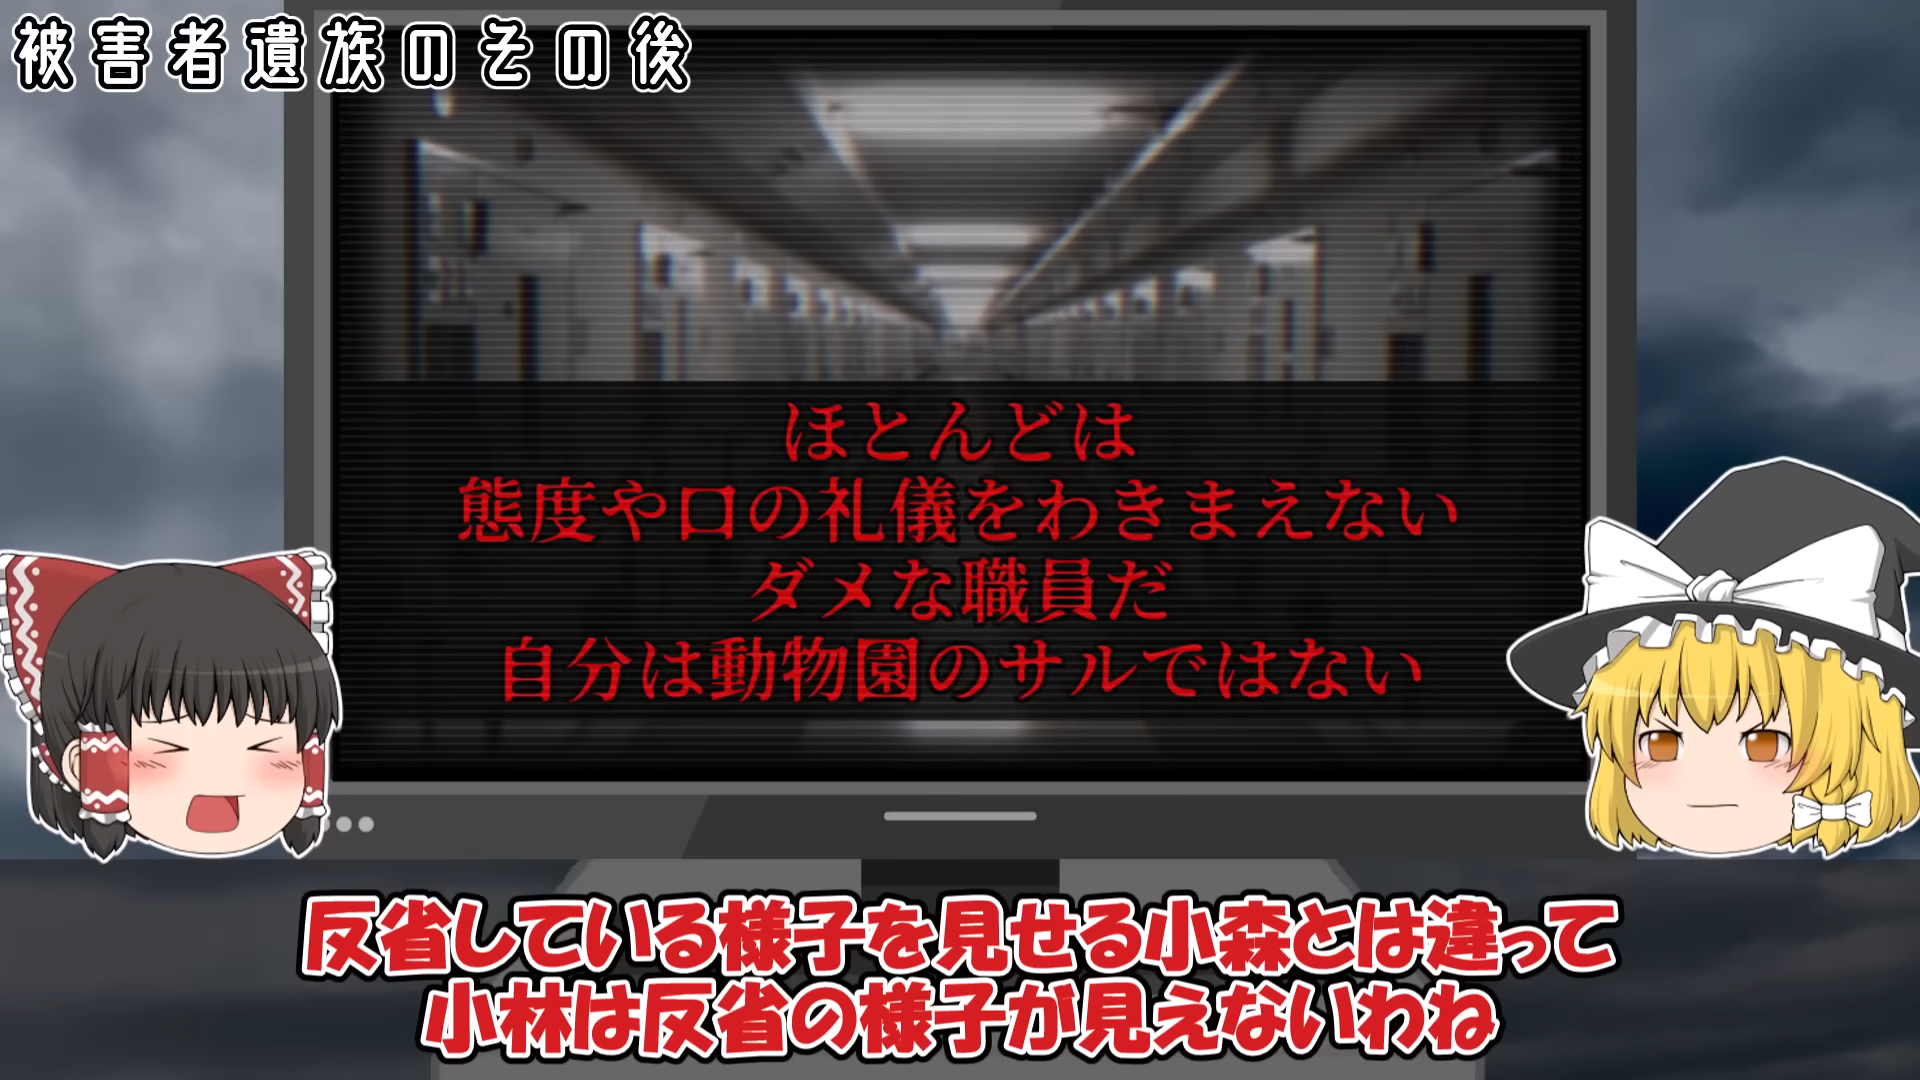 被害者遺族のその後
ほとんどは
態度や口の礼儀をわきまえない
ダメな職員だ
自分は動物園のサルではない
反省している様子を見せる小森とは違って
小林は反省の様子が見えないわね